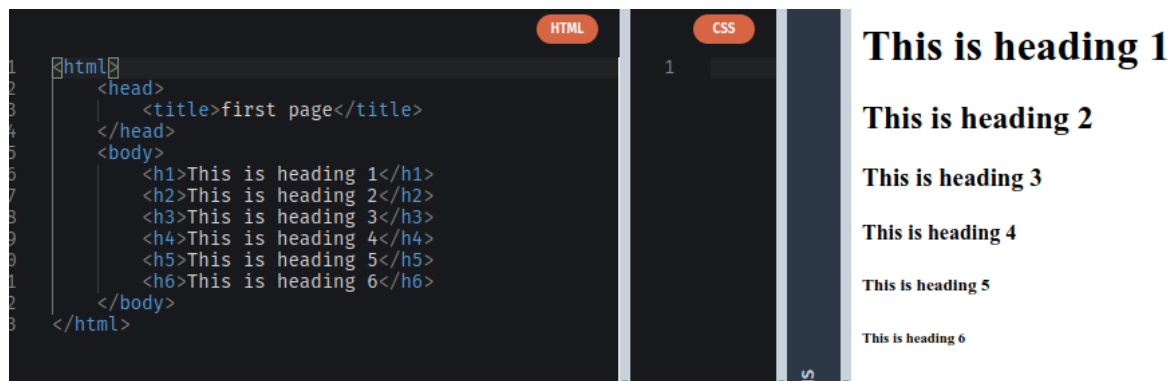 HTML
1 <html>
2 <head>
3 <title>first page</title>
4 </head>
5 <body>
6 <h1>This is heading 1</h1>
7 <h2>This is heading 2</h2>
8 <h3>This is heading 3</h3>
9 <h4>This is heading 4</h4>
0 <h5>This is heading 5</h5>
1 <h6>This is heading 6</h6>
2 </body>
3 </html>
CSS
1
This is heading 1
This is heading 2
This is heading 3
This is heading 4
This is heading 5
This is heading 6